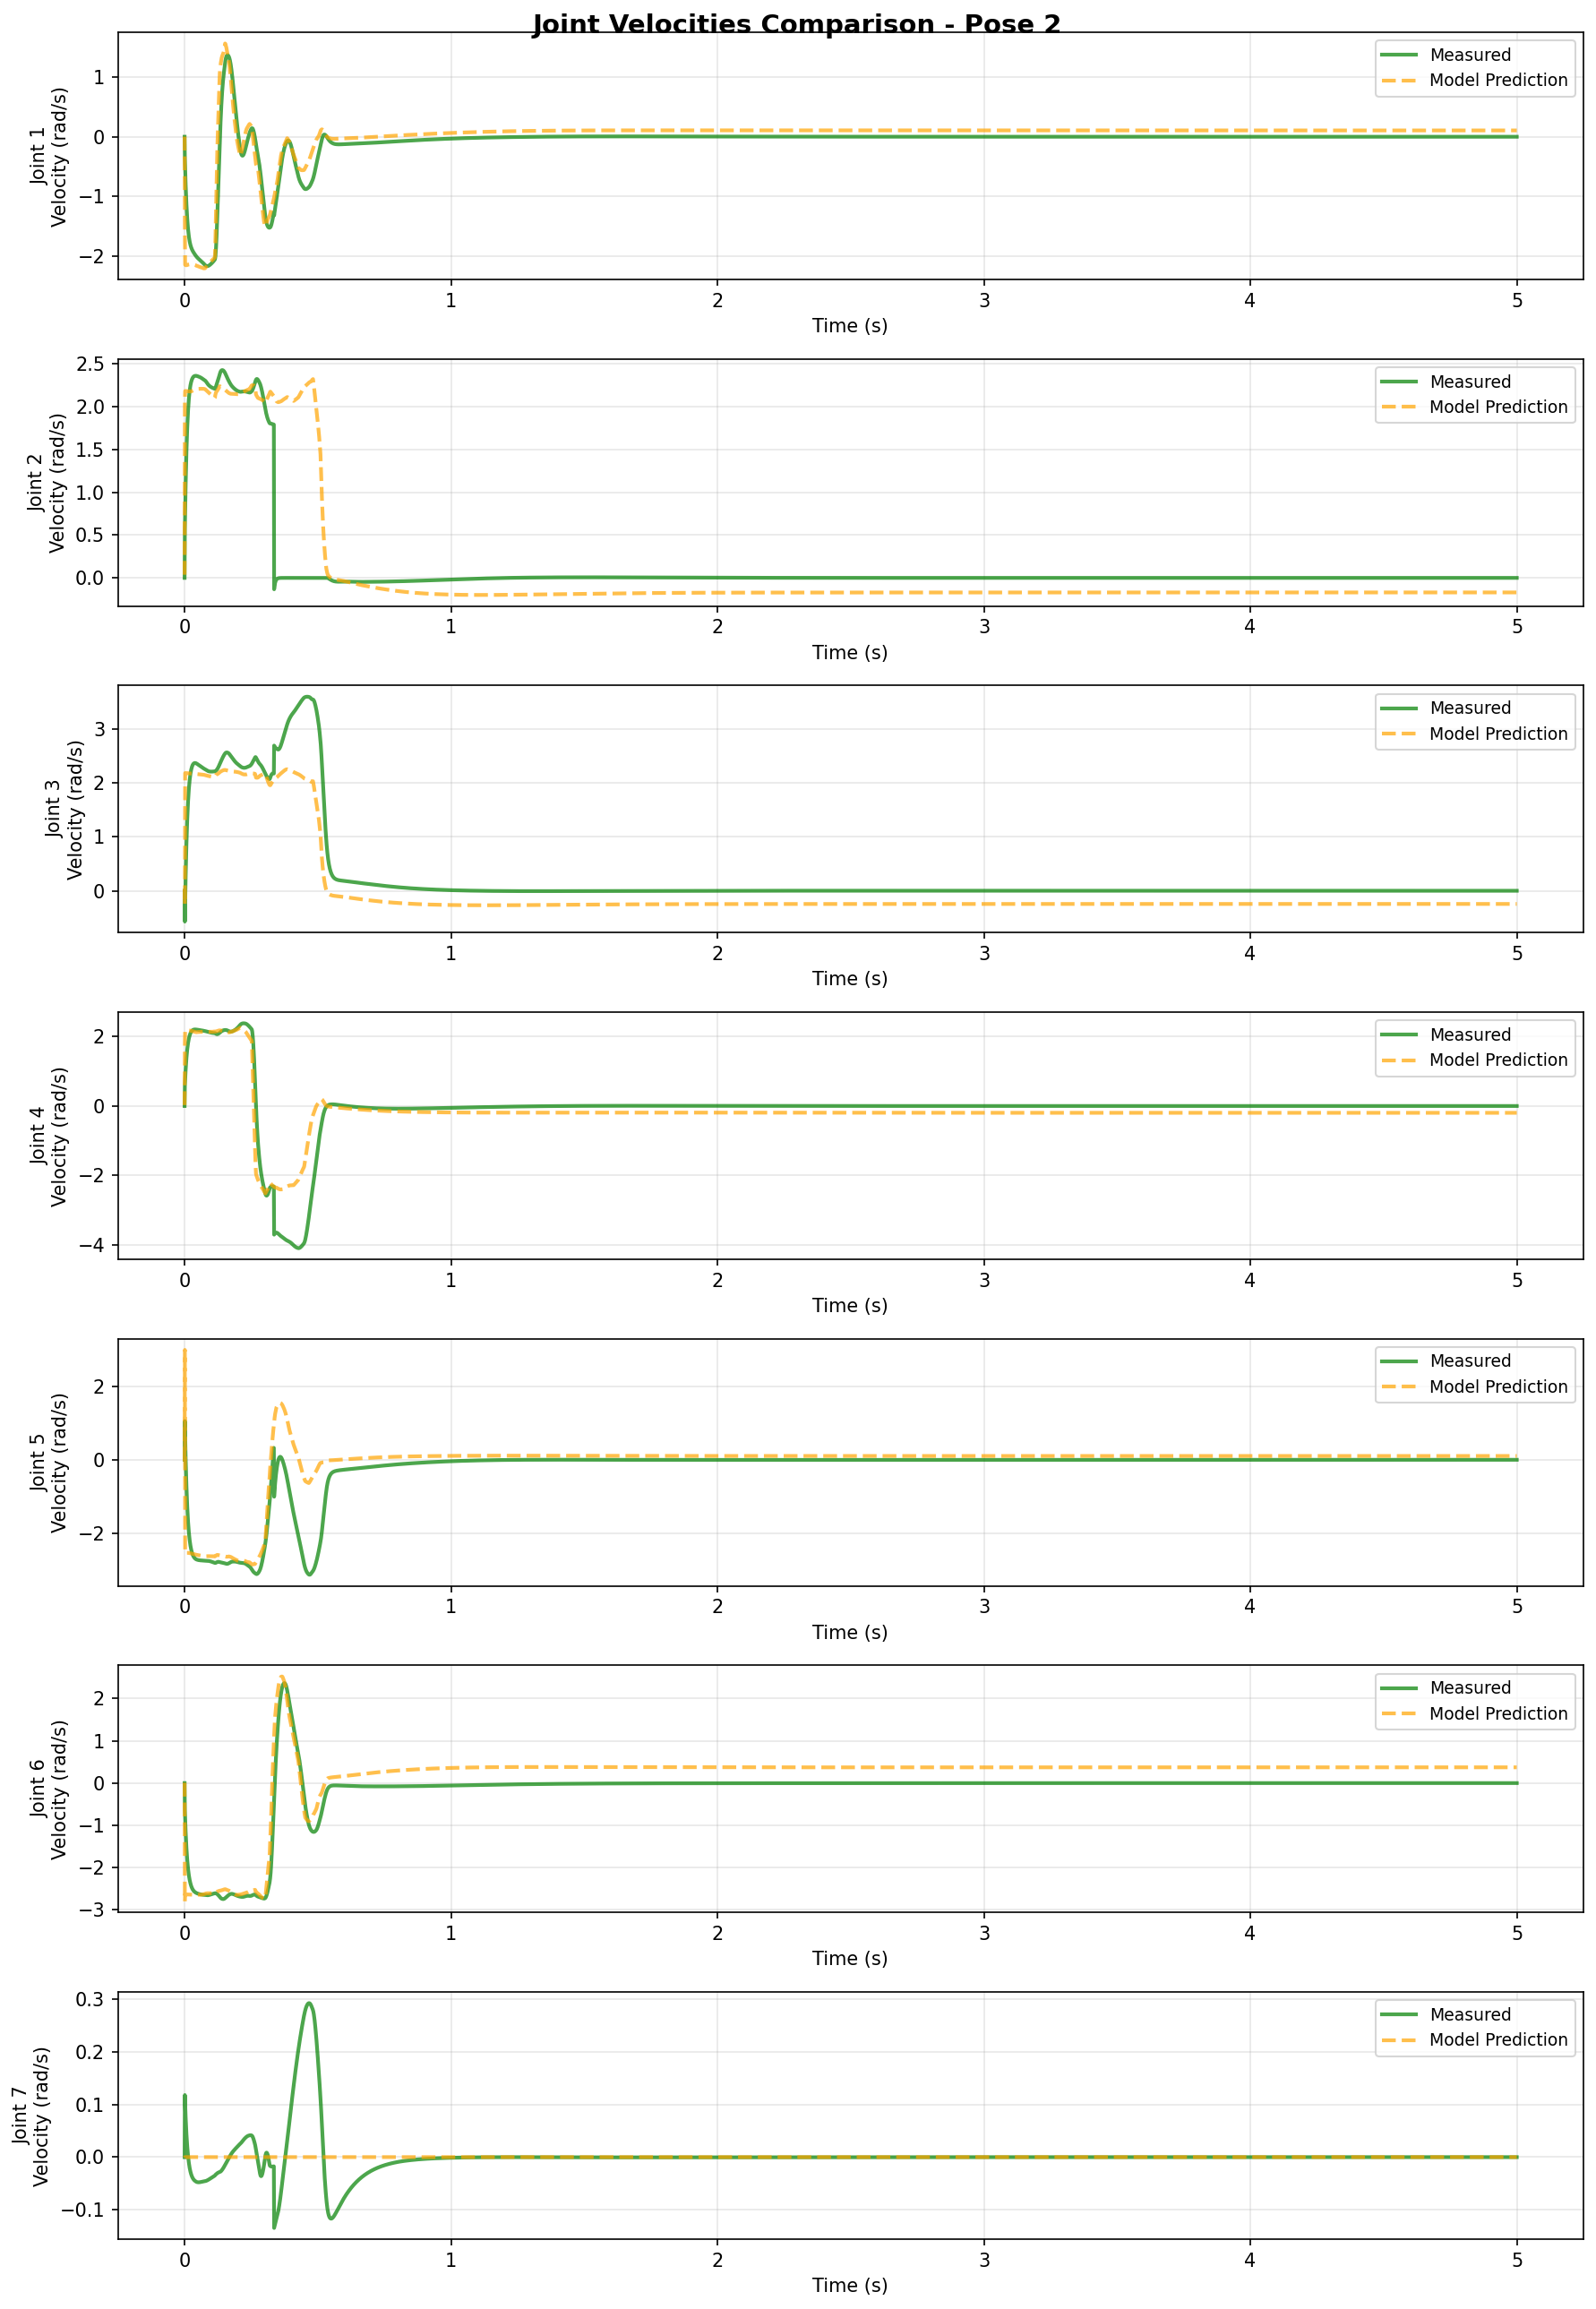 Joint Velocities Comparison - Pose 2
Joint 1
Velocity (rad/s)
1
0
−1
−2
Measured
Model Prediction
0 1 2 3 4 5
Time (s)
Joint 2
Velocity (rad/s)
2.5
2.0
1.5
1.0
0.5
0.0
Measured
Model Prediction
0 1 2 3 4 5
Time (s)
Joint 3
Velocity (rad/s)
3
2
1
0
Measured
Model Prediction
0 1 2 3 4 5
Time (s)
Joint 4
Velocity (rad/s)
2
0
−2
−4
Measured
Model Prediction
0 1 2 3 4 5
Time (s)
Joint 5
Velocity (rad/s)
2
0
−2
Measured
Model Prediction
0 1 2 3 4 5
Time (s)
Joint 6
Velocity (rad/s)
2
1
0
−1
−2
−3
Measured
Model Prediction
0 1 2 3 4 5
Time (s)
Joint 7
Velocity (rad/s)
0.3
0.2
0.1
0.0
−0.1
Measured
Model Prediction
0 1 2 3 4 5
Time (s)